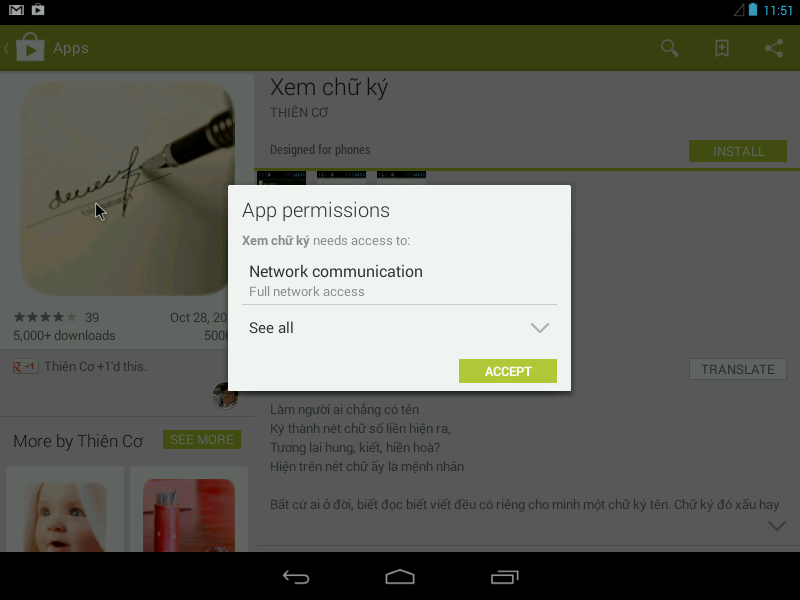 11:51
Apps
Xem chữ ký
THIÊN CƠ
Designed for phones
INSTALL
App permissions
Xem chữ ký needs access to:
Network communication
Full network access
See all
ACCEPT
39
Oct 28, 20
5,000+ downloads
500
+1
Thiên Cơ +1'd this.
TRANSLATE
More by Thiên Cơ
SEE MORE
Làm người ai chẳng có tên
Ký thành nét chữ số liền hiện ra,
Tương lai hung, kiết, hiền hoà?
Hiện trên nét chữ ấy là mệnh nhân
Bất cứ ai ở đời, biết đọc biết viết đều có riêng cho mình một chữ ký tên. Chữ ký đó xấu hay